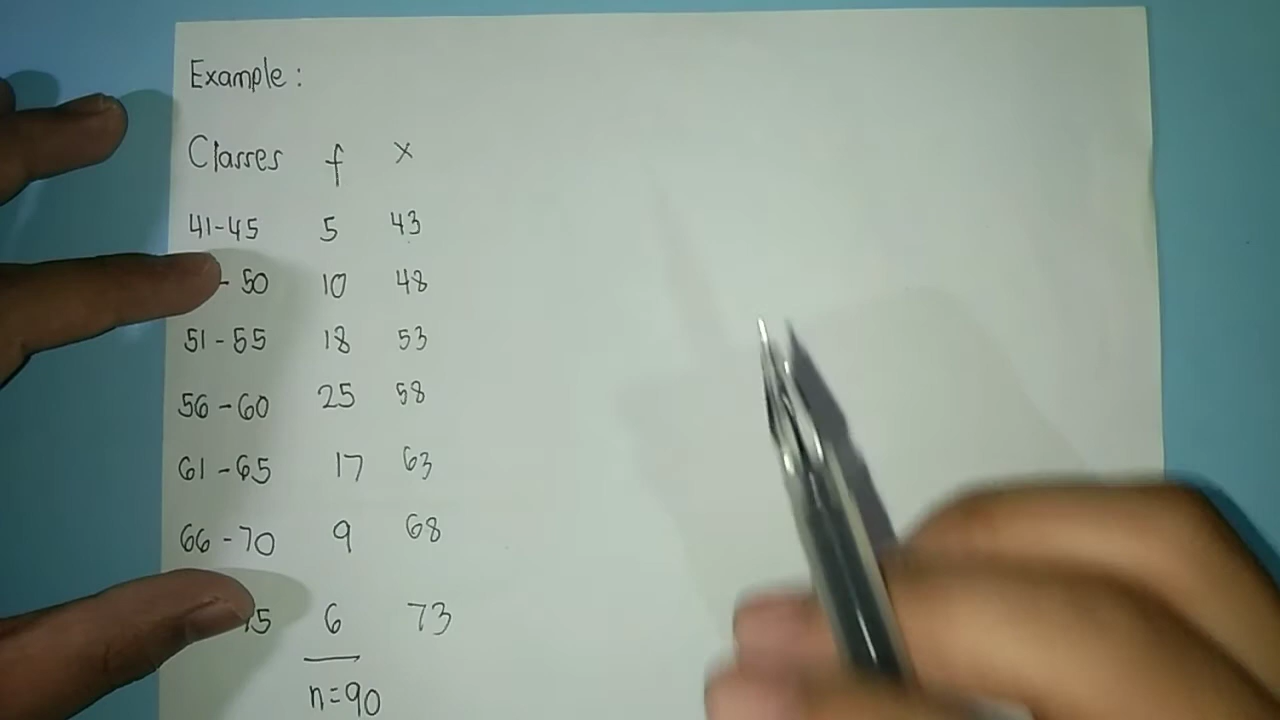 Example:
Classes f x
41-45 5 43
- 50 10 48
51-55 18 53
56-60 25 58
61-65 17 63
66-70 9 68
5 6 73
n=90